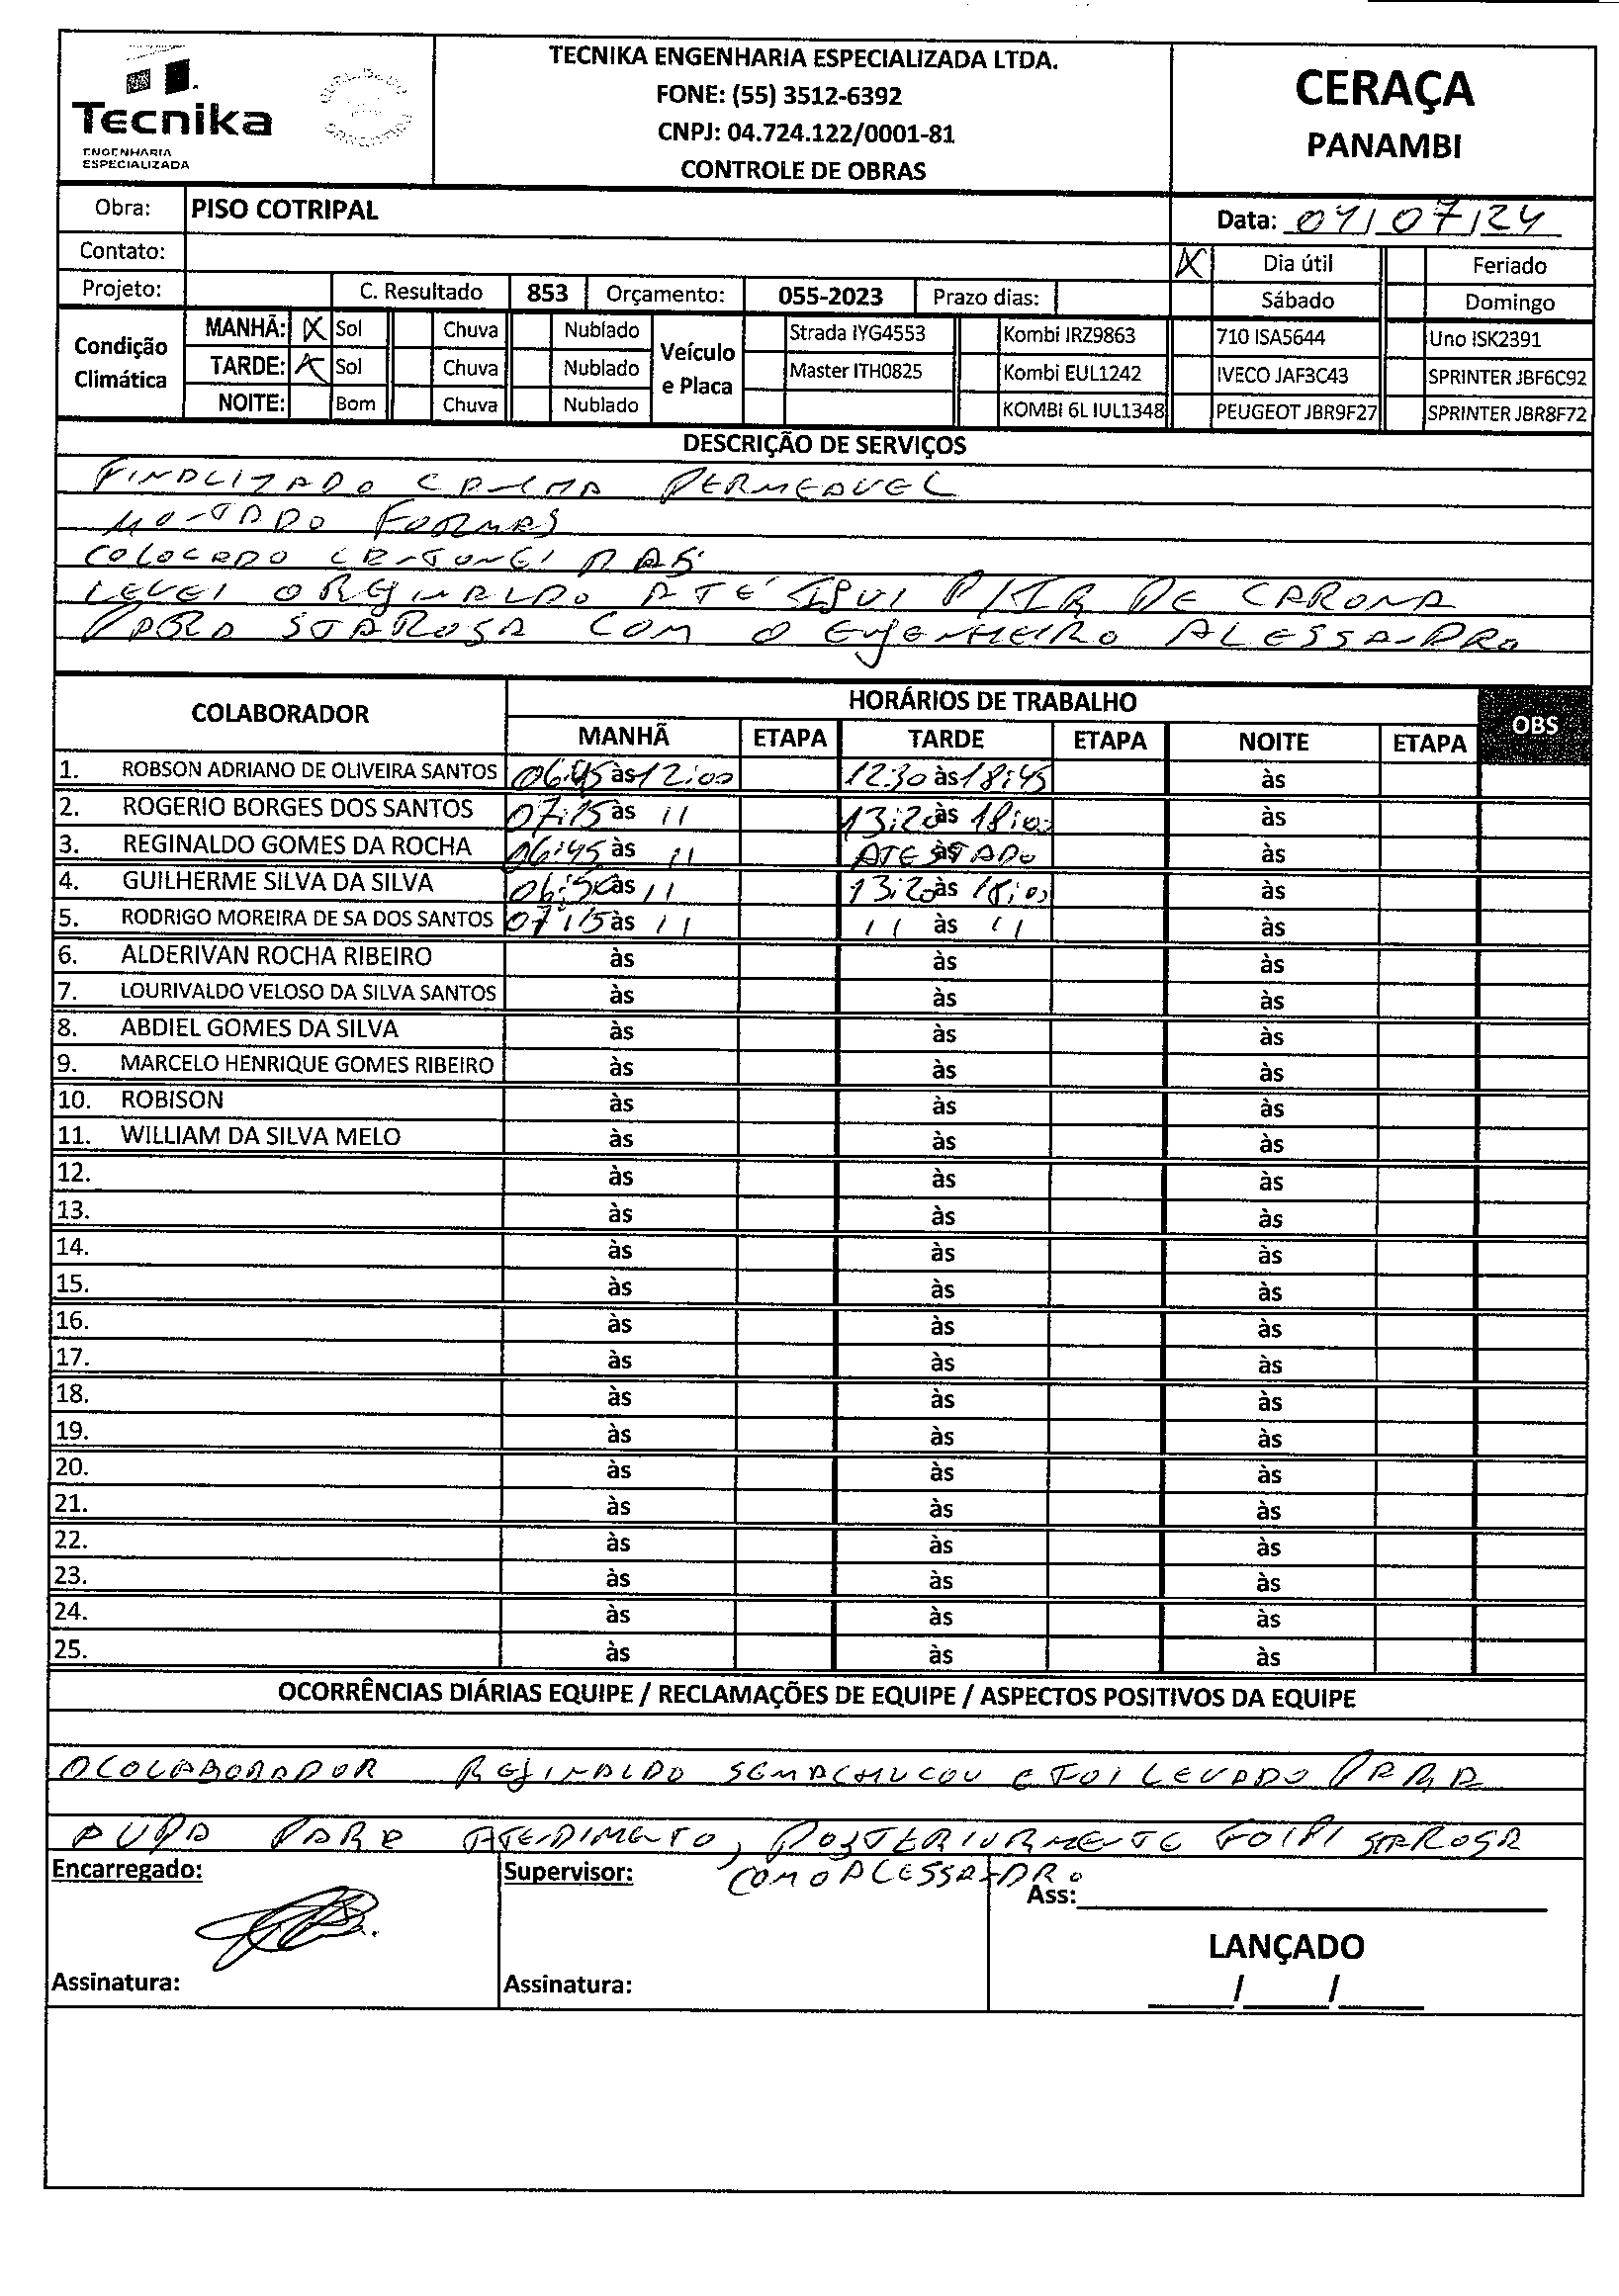 Tecnika
ENGENHARIA
ESPECIALIZADA
TECNIKA ENGENHARIA ESPECIALIZADA LTDA.
FONE: (55) 3512-6392
CNPJ: 04.724.122/0001-81
CONTROLE DE OBRAS
CERAÇA
PANAMBI
Obra: PISO COTRIPAL
Data: 04/07/24
Contato:
X Dia útil Feriado
Projeto: C. Resultado 853 Orçamento: 055-2023 Prazo dias:
Sábado Domingo
Condição Climática
MANHÃ: X Sol Chuva Nublado
TARDE: X Sol Chuva Nublado
NOITE: Bom Chuva Nublado
Veículo e Placa
Strada IYG4553 Kombi IRZ9863 710 ISA5644 Uno ISK2391
Master ITH0825 Kombi EUL1242 IVECO JAF3C43 SPRINTER JBF6C92
KOMBI 6L IUL1348 PEUGEOT JBR9F27 SPRINTER JBR8F72
DESCRIÇÃO DE SERVIÇOS
FINALIZADO CANCHA PERMEAVEL
MONTADO FORMAS
COLOCADO CANTONEIRAS
LEVEI O REGINALDO ATÉ IJUI P/ IR DE CARONA
PARA STAROSA COM O ENGENHEIRO ALESSANDRO
COLABORADOR HORÁRIOS DE TRABALHO OBS
MANHÃ ETAPA TARDE ETAPA NOITE ETAPA
1. ROBSON ADRIANO DE OLIVEIRA SANTOS 06:45 às 12:00 12:30 às 18:45 às
2. ROGERIO BORGES DOS SANTOS 07:15 às 11 13:20 às 18:00 às
3. REGINALDO GOMES DA ROCHA 06:45 às 11 ATESTADO às às
4. GUILHERME SILVA DA SILVA 06:50 às 11 13:20 às 18:00 às
5. RODRIGO MOREIRA DE SA DOS SANTOS 07:15 às 11 11 às 11 às
6. ALDERIVAN ROCHA RIBEIRO às às às
7. LOURIVALDO VELOSO DA SILVA SANTOS às às às
8. ABDIEL GOMES DA SILVA às às às
9. MARCELO HENRIQUE GOMES RIBEIRO às às às
10. ROBISON às às às
11. WILLIAM DA SILVA MELO às às às
12. às às às
13. às às às
14. às às às
15. às às às
16. às às às
17. às às às
18. às às às
19. às às às
20. às às às
21. às às às
22. às às às
23. às às às
24. às às às
25. às às às
OCORRÊNCIAS DIÁRIAS EQUIPE / RECLAMAÇÕES DE EQUIPE / ASPECTOS POSITIVOS DA EQUIPE
O COLABORADOR REGINALDO SEMACHUCOU E FOI LEVADO PARA
A UPA PARA ATENDIMENTO, POSTERIORMENTE FOI P/ STAROSA
COM O ALESSANDRO
Encarregado:
Supervisor:
Ass:
LANÇADO
Assinatura:
Assinatura:
/ /